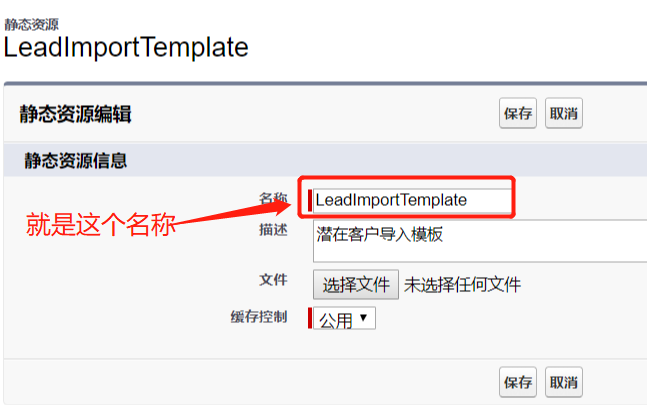 静态资源
LeadImportTemplate
静态资源编辑
保存 取消
静态资源信息
名称 LeadImportTemplate
就是这个名称
描述 潜在客户导入模板
文件 选择文件 未选择任何文件
缓存控制 公用
保存 取消